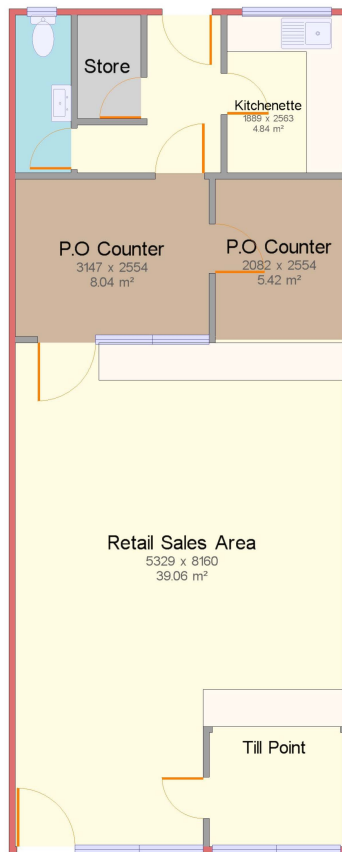 Store
Kitchenette
1889 x 2563
4.84 m²
P.O Counter
3147 x 2554
8.04 m²
P.O Counter
2082 x 2554
5.42 m²
Retail Sales Area
5329 x 8160
39.06 m²
Till Point